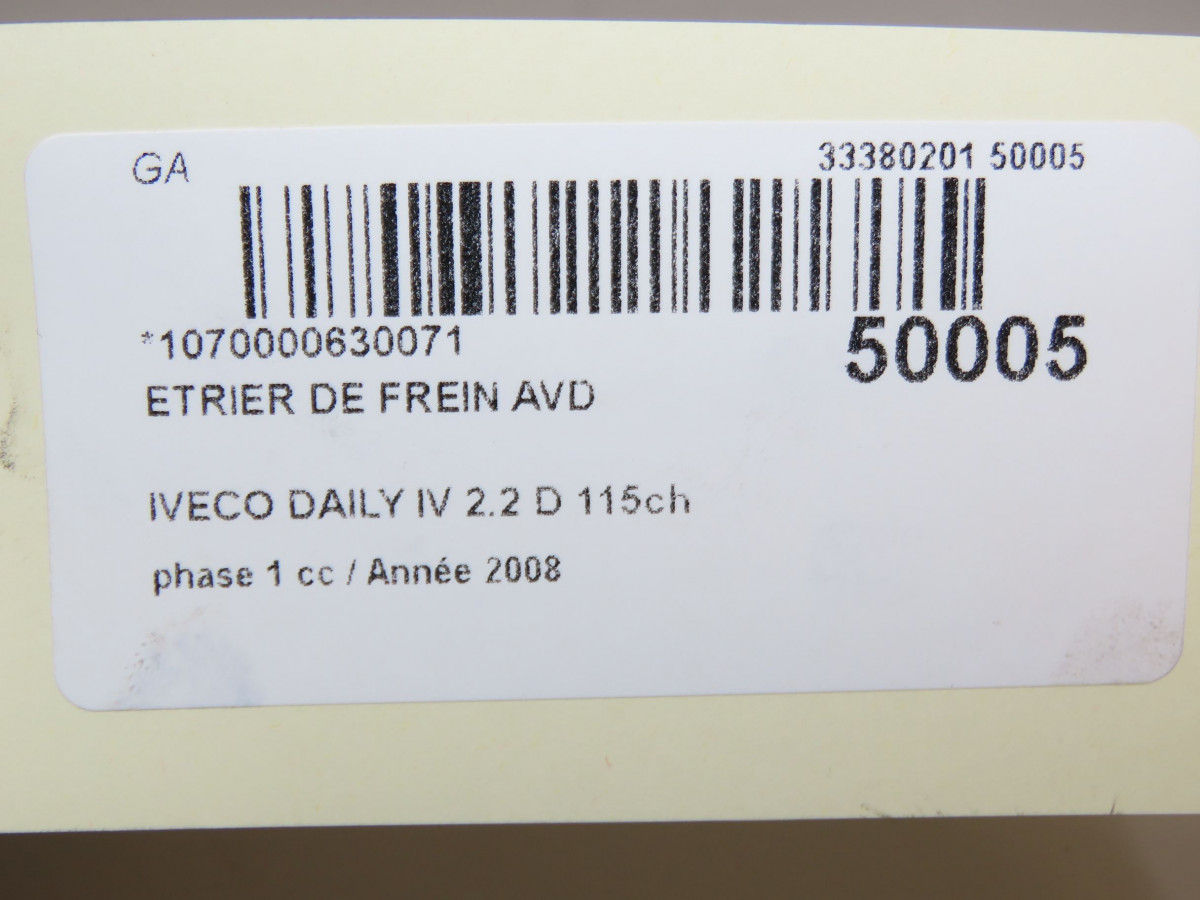 GA
33380201 50005
*1070000630071
50005
ETRIER DE FREIN AVD
IVECO DAILY IV 2.2 D 115ch
phase 1 cc / Année 2008